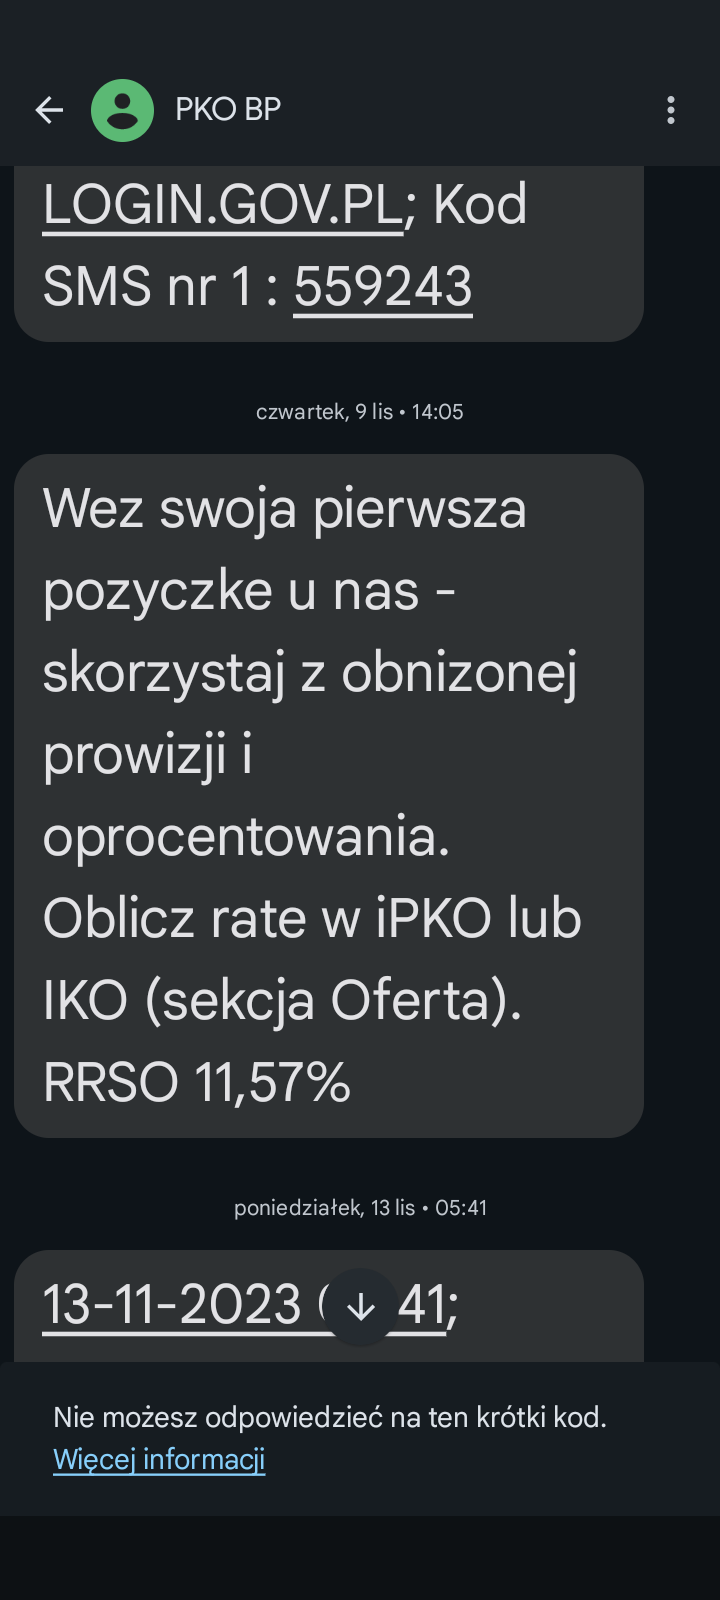 PKO BP
LOGIN.GOV.PL; Kod
SMS nr 1 : 559243
czwartek, 9 lis • 14:05
Wez swoja pierwsza
pozyczke u nas -
skorzystaj z obnizonej
prowizji i
oprocentowania.
Oblicz rate w iPKO lub
IKO (sekcja Oferta).
RRSO 11,57%
poniedziałek, 13 lis • 05:41
13-11-2023 41;
Nie możesz odpowiedzieć na ten krótki kod.
Więcej informacji